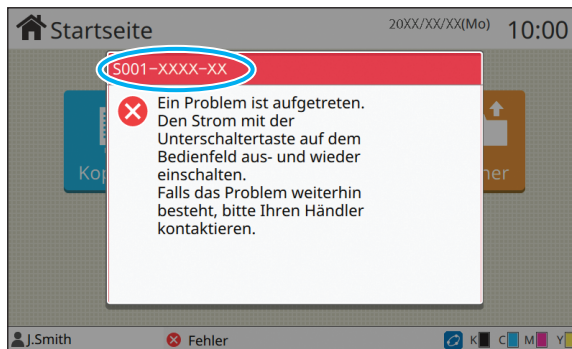 Startseite
20XX/XX/XX(Mo) 10:00
S001-XXXX-XX
Ein Problem ist aufgetreten.
Den Strom mit der
Unterschaltertaste auf dem
Bedienfeld aus- und wieder
einschalten.
Falls das Problem weiterhin
besteht, bitte Ihren Händler
kontaktieren.
Kop
ner
J.Smith
Fehler
K C M Y